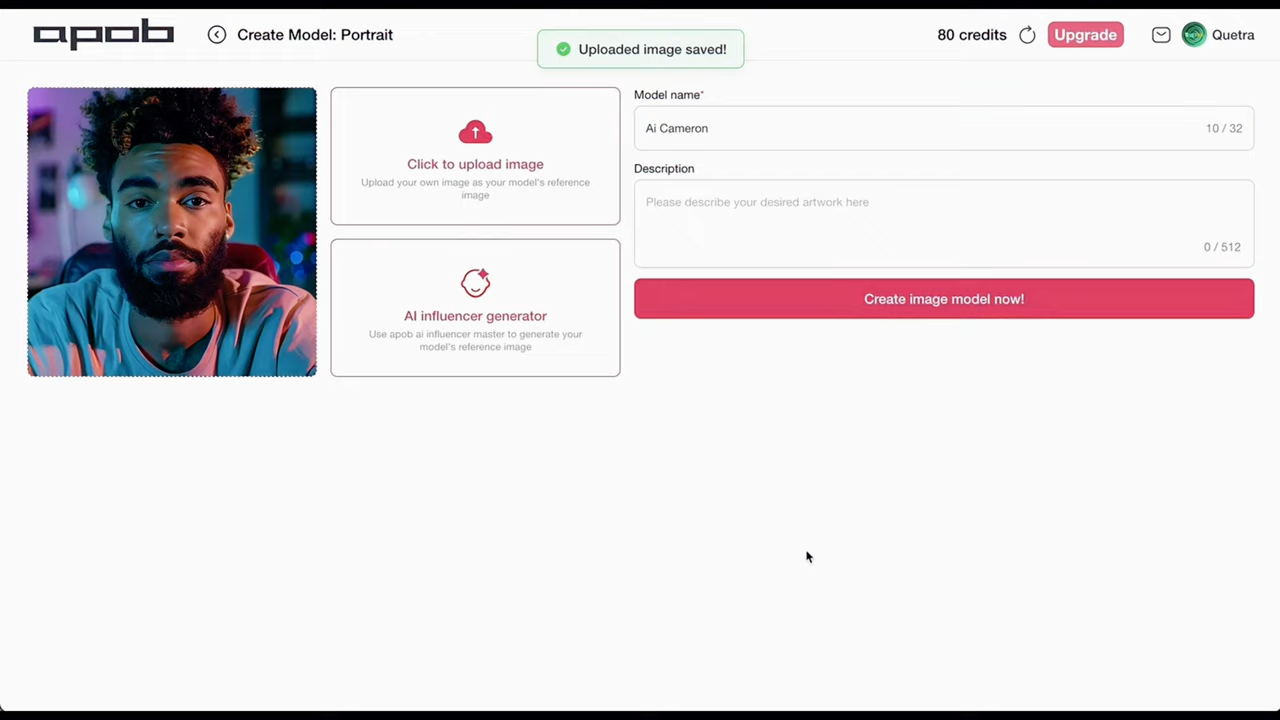 apob
Create Model: Portrait
Uploaded image saved!
80 credits
Upgrade
Quetra
Click to upload image
Upload your own image as your model's reference
image
AI influencer generator
Use apob ai influencer master to generate your
model's reference image
Model name*
Ai Cameron
10 / 32
Description
Please describe your desired artwork here
0 / 512
Create image model now!